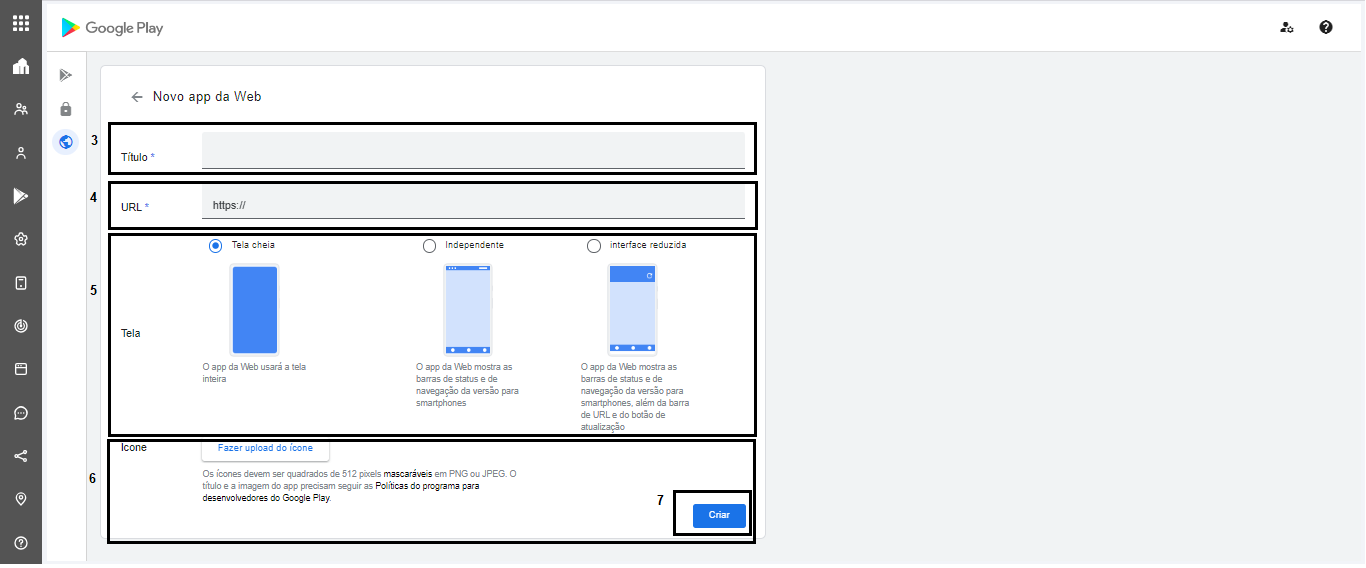 Google Play
Novo app da Web
3
Título *
4
URL *
https://
5
Tela
Tela cheia
O app da Web usará a tela
inteira
Independente
O app da Web mostra as
barras de status e de
navegação da versão para
smartphones
interface reduzida
O app da Web mostra as
barras de status e de
navegação da versão para
smartphones, além da barra
de URL e do botão de
atualização
6
Ícone
Fazer upload do ícone
Os ícones devem ser quadrados de 512 pixels mascaráveis em PNG ou JPEG. O
título e a imagem do app precisam seguir as Políticas do programa para
desenvolvedores do Google Play.
7
Criar